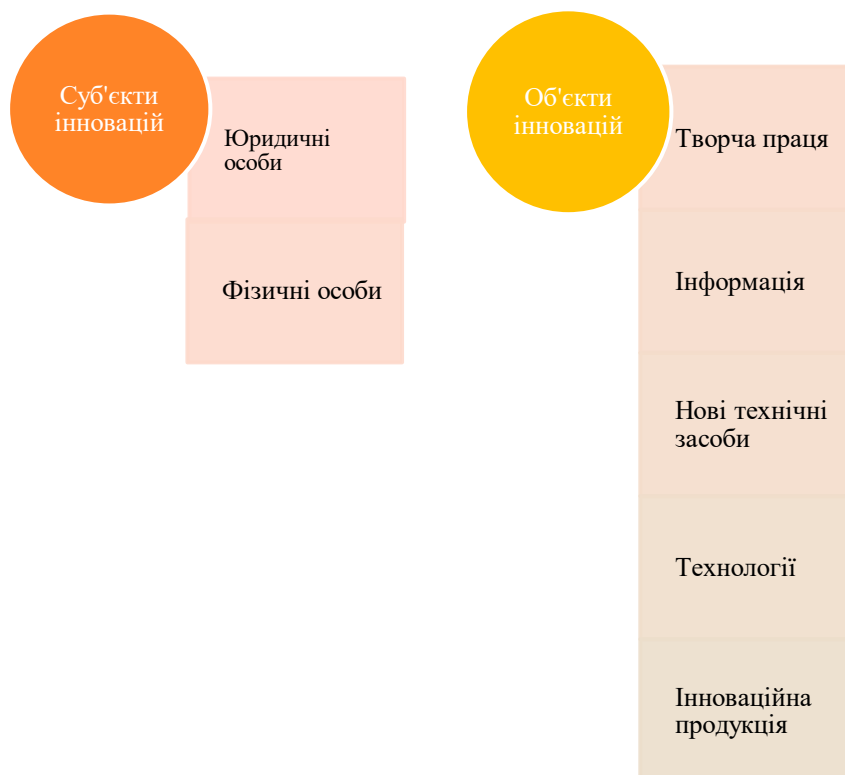 Суб'єкти
інновацій
Юридичні
особи
Фізичні особи
Об'єкти
інновацій
Творча праця
Інформація
Нові технічні
засоби
Технології
Інноваційна
продукція